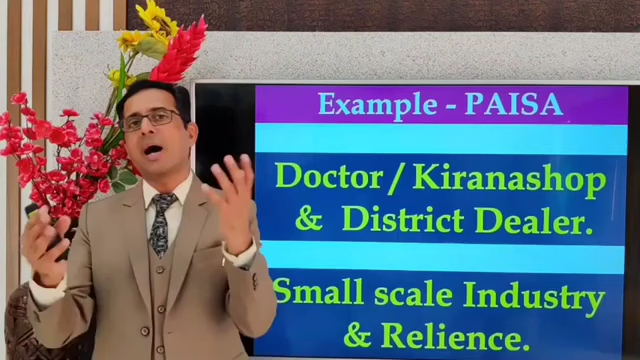 Example - PAISA
Doctor / Kiranashop
& District Dealer.
Small scale Industry
& Relience.